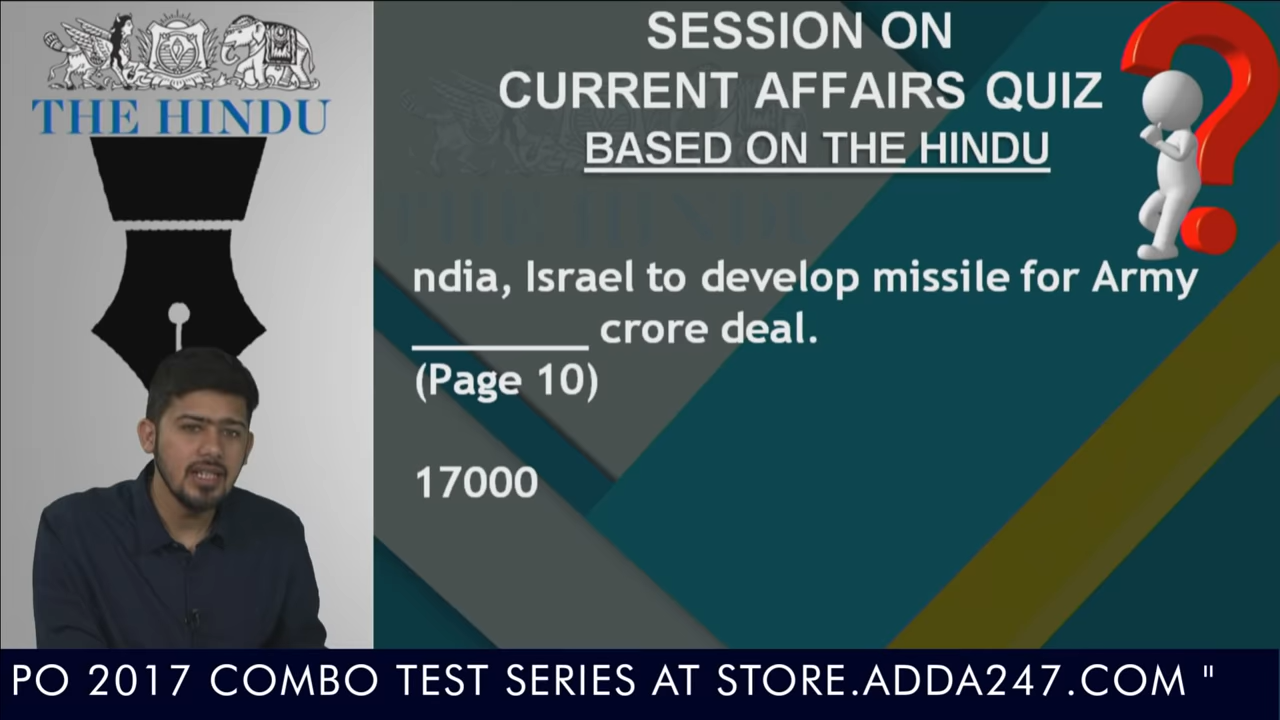 THE HINDU
SESSION ON
CURRENT AFFAIRS QUIZ
BASED ON THE HINDU
ndia, Israel to develop missile for Army
________ crore deal.
(Page 10)
17000
PO 2017 COMBO TEST SERIES AT STORE.ADDA247.COM "